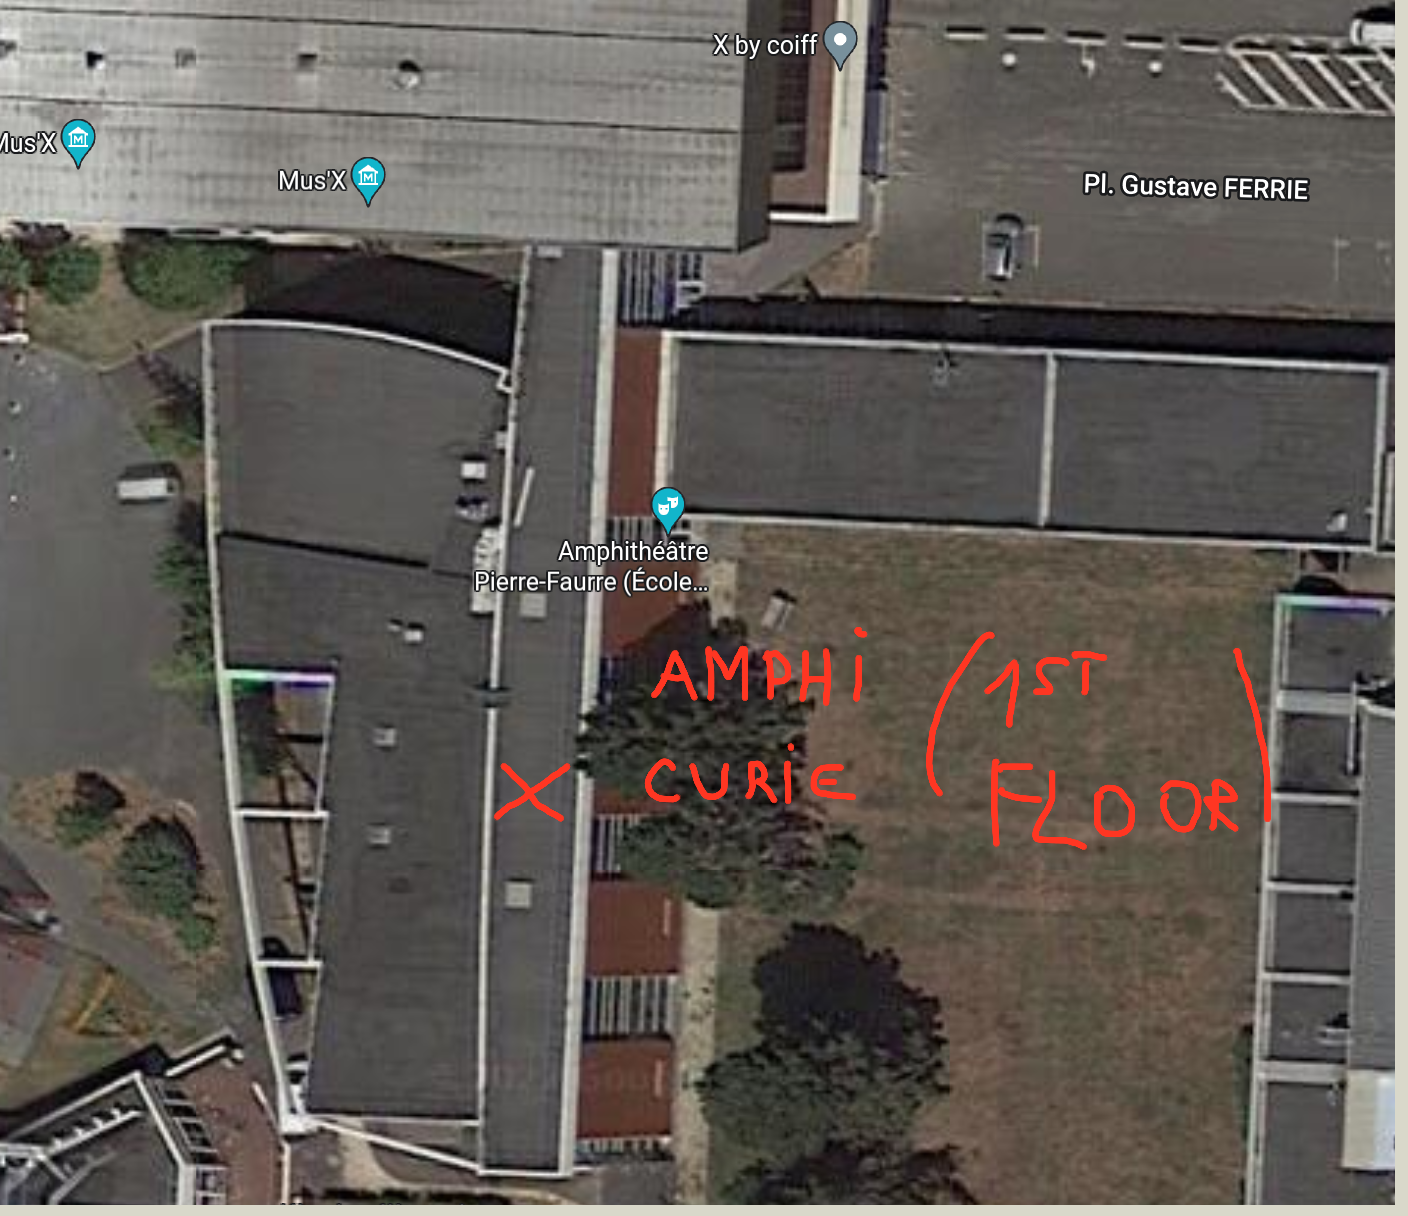 X by coiff
Mus'X
Mus'X
Pl. Gustave FERRIE
Amphithéâtre
Pierre-Faurre (École...
AMPHI (1ST
CURIE FLOOR)